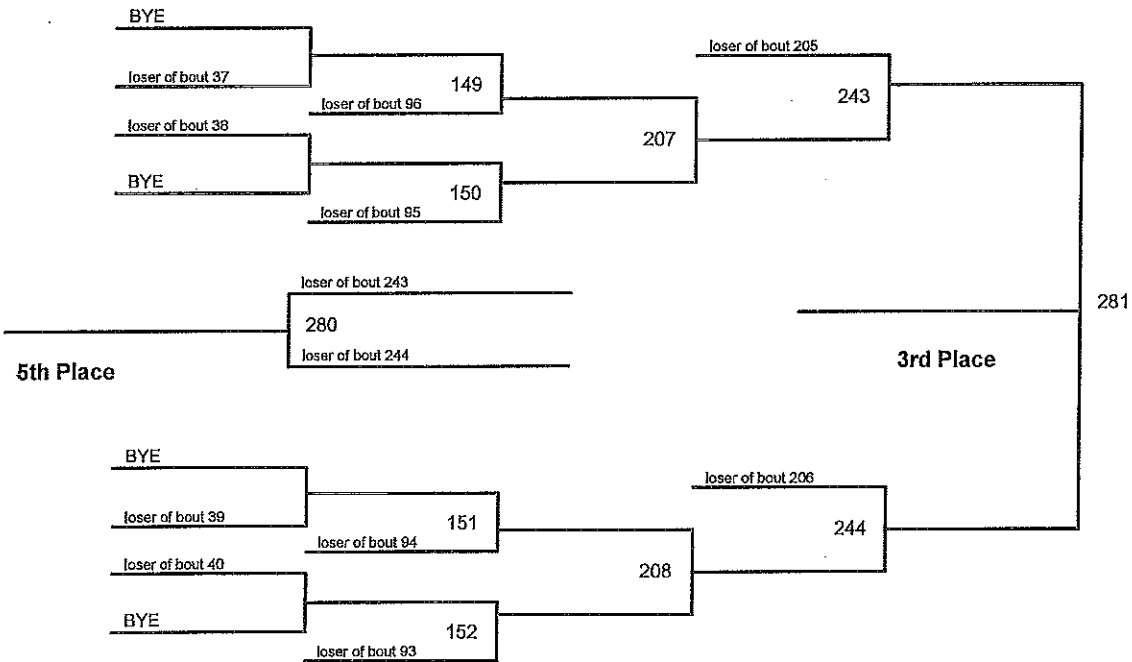 BYE
loser of bout 37
149
loser of bout 96
loser of bout 38
BYE
150
loser of bout 95
207
loser of bout 205
243
loser of bout 243
280
loser of bout 244
5th Place
281
3rd Place
BYE
loser of bout 39
151
loser of bout 94
loser of bout 40
BYE
152
loser of bout 93
208
loser of bout 206
244